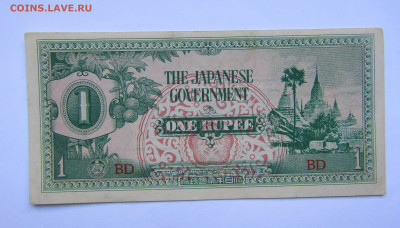 COINS.LAVE.RU
THE JAPANESE
GOVERNMENT
1
ONE RUPEE
BD
BD
1
1